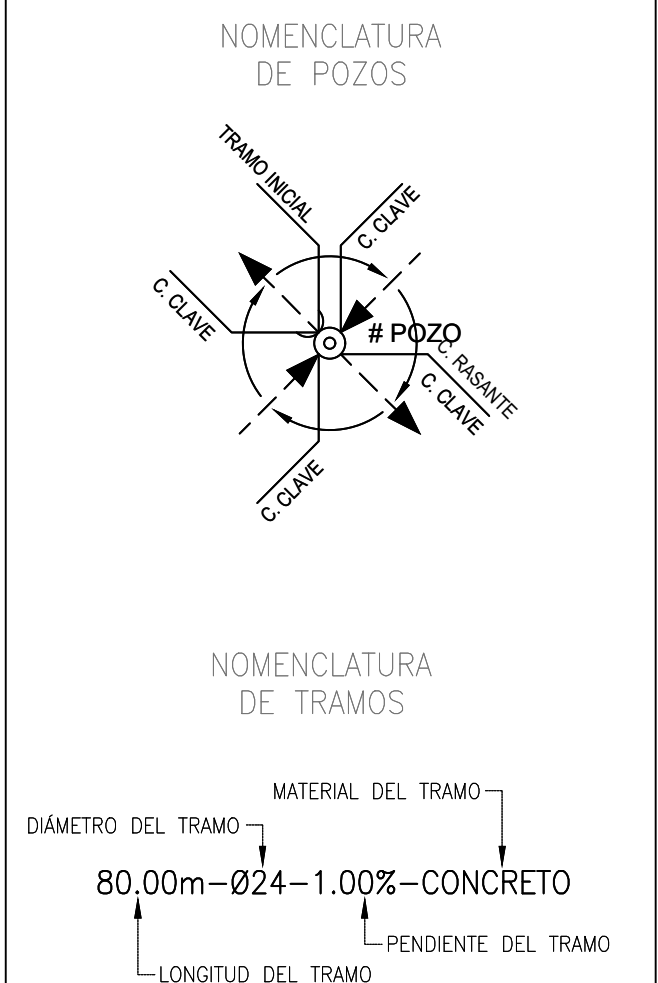 NOMENCLATURA
DE POZOS
TRAMO INICIAL
C. CLAVE
C. CLAVE
# POZO
C. RASANTE
C. CLAVE
C. CLAVE
NOMENCLATURA
DE TRAMOS
MATERIAL DEL TRAMO
DIÁMETRO DEL TRAMO
80.00m-Ø24-1.00%-CONCRETO
PENDIENTE DEL TRAMO
LONGITUD DEL TRAMO